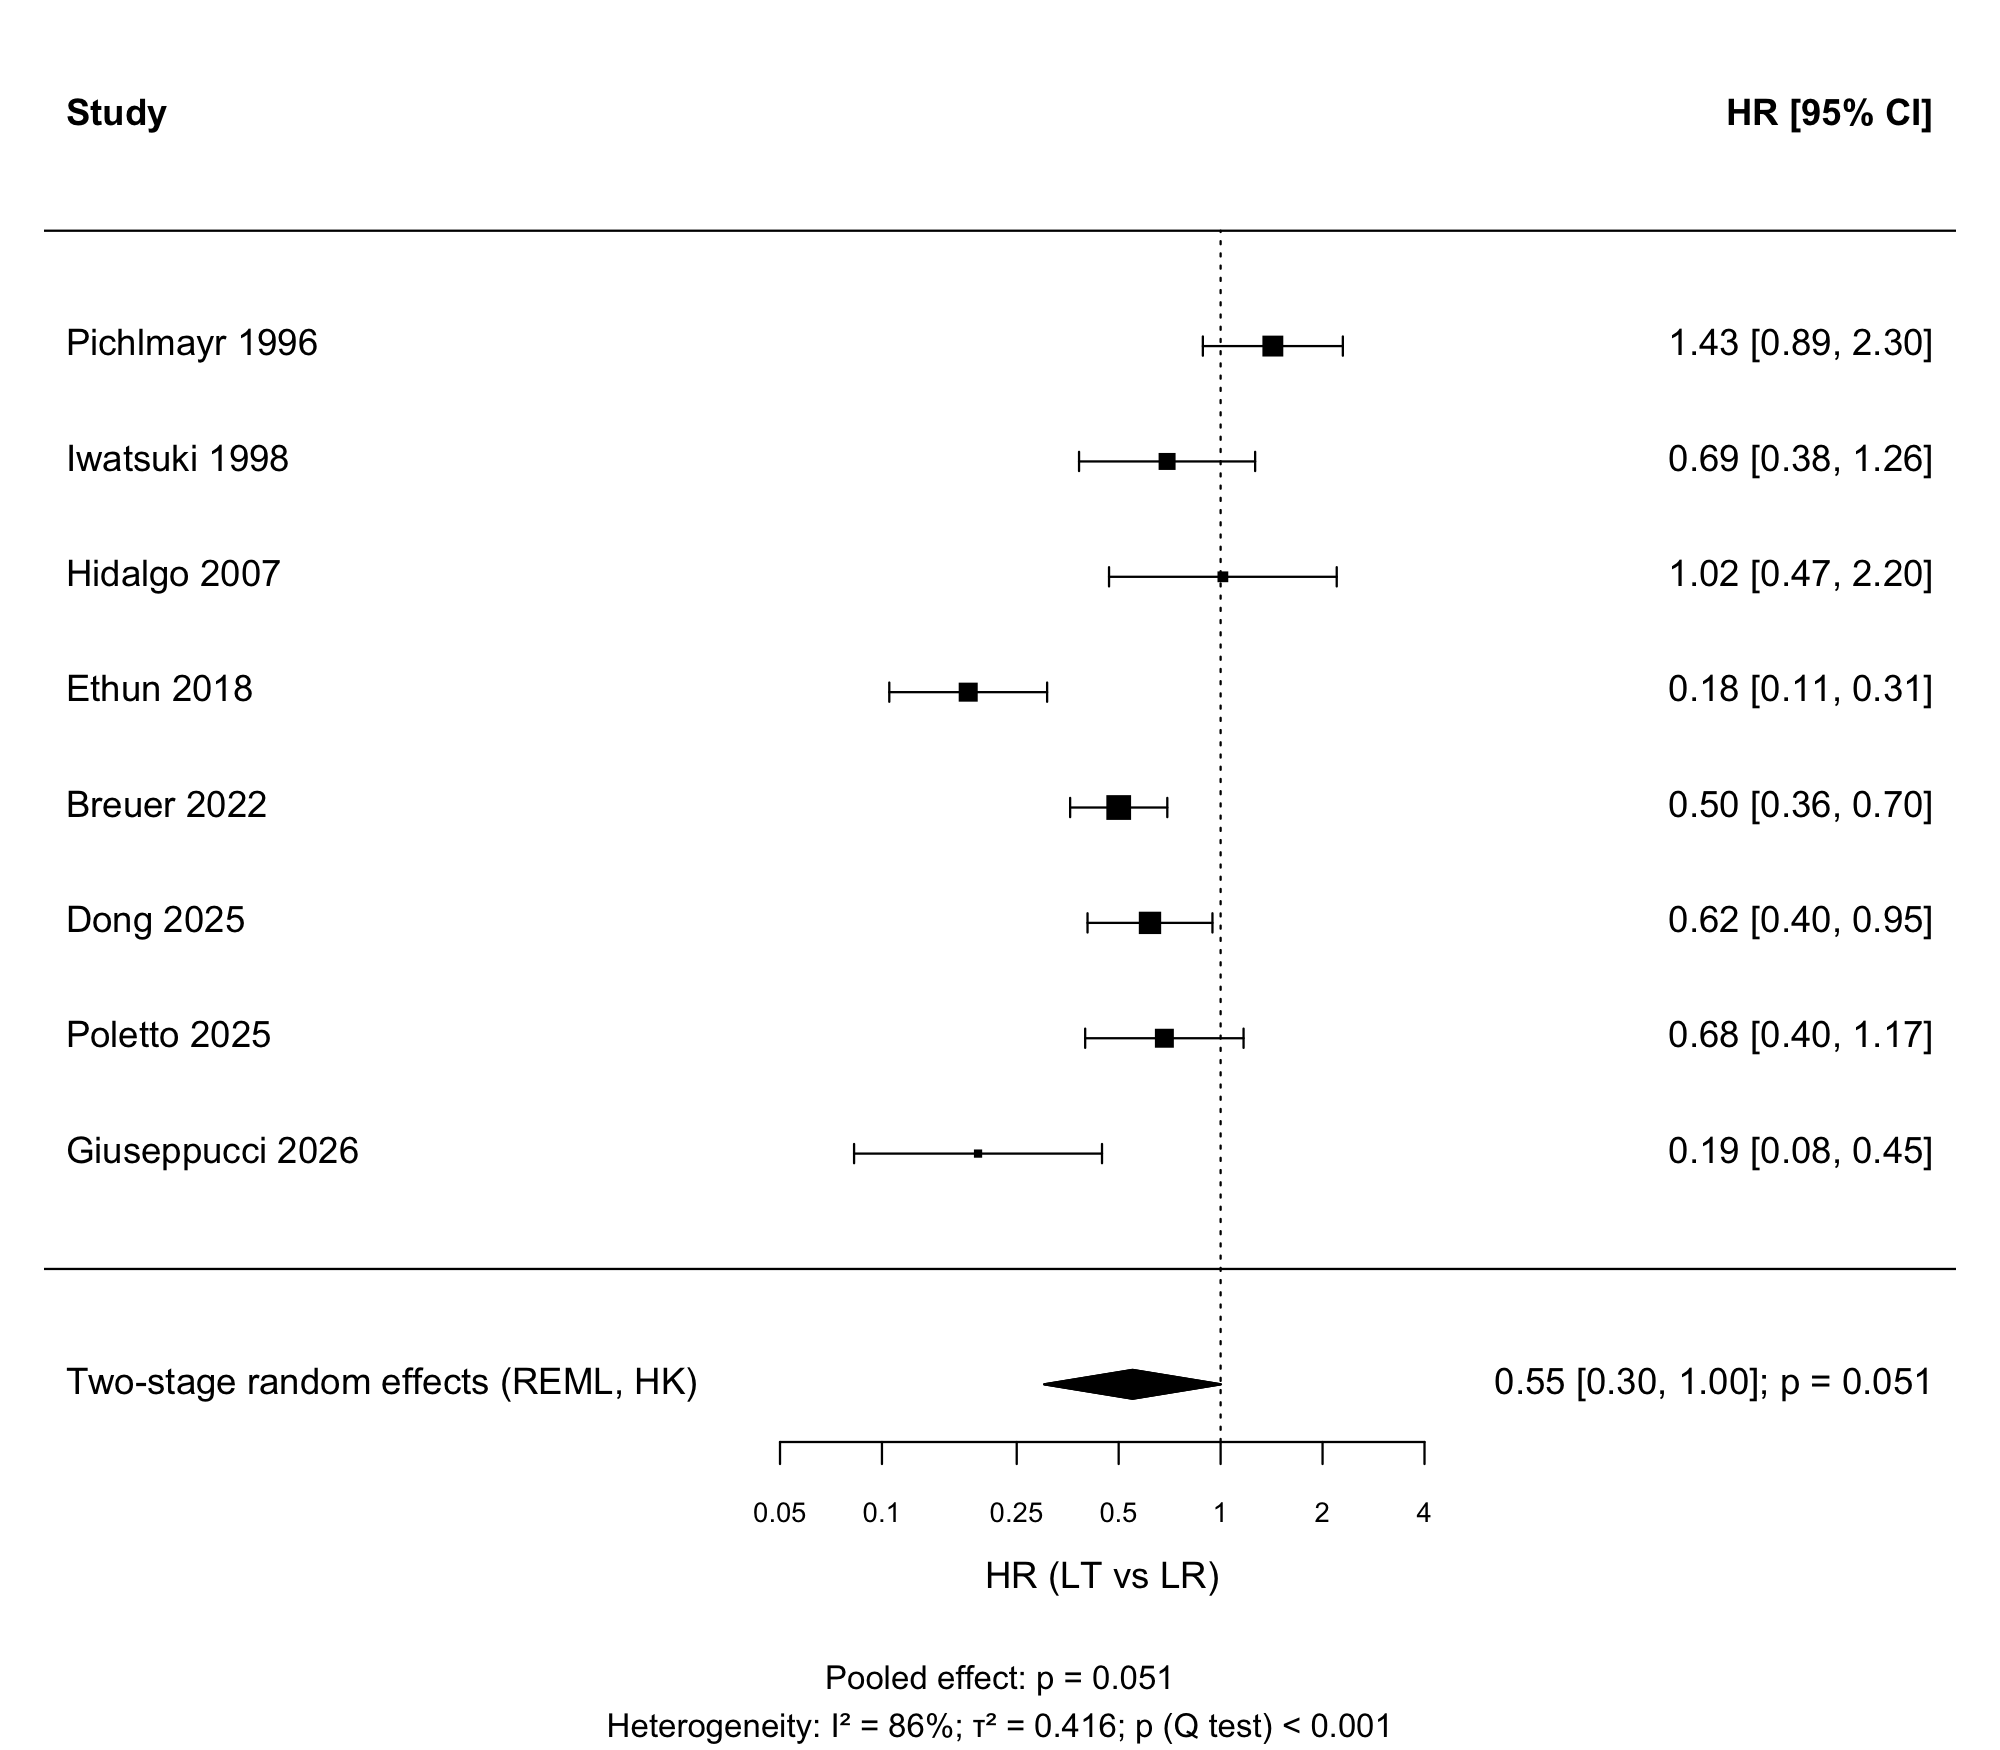 Study HR [95% CI]
Pichlmayr 1996 1.43 [0.89, 2.30]
Iwatsuki 1998 0.69 [0.38, 1.26]
Hidalgo 2007 1.02 [0.47, 2.20]
Ethun 2018 0.18 [0.11, 0.31]
Breuer 2022 0.50 [0.36, 0.70]
Dong 2025 0.62 [0.40, 0.95]
Poletto 2025 0.68 [0.40, 1.17]
Giuseppucci 2026 0.19 [0.08, 0.45]
Two-stage random effects (REML, HK) 0.55 [0.30, 1.00]; p = 0.051
0.05 0.1 0.25 0.5 1 2 4
HR (LT vs LR)
Pooled effect: p = 0.051
Heterogeneity: I² = 86%; τ² = 0.416; p (Q test) < 0.001